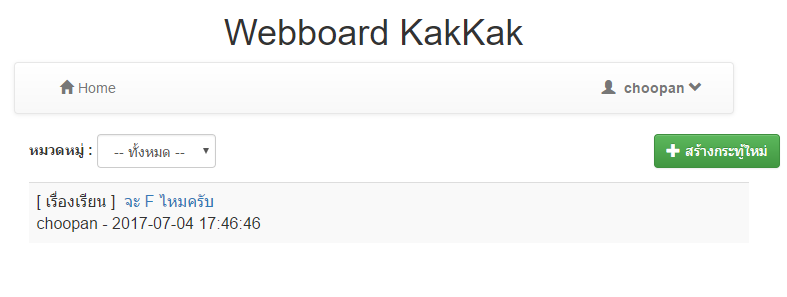 Webboard KakKak
Home
choopan
หมวดหมู่ : -- ทั้งหมด --
สร้างกระทู้ใหม่
[ เรื่องเรียน ] จะ F ไหมครับ
choopan - 2017-07-04 17:46:46